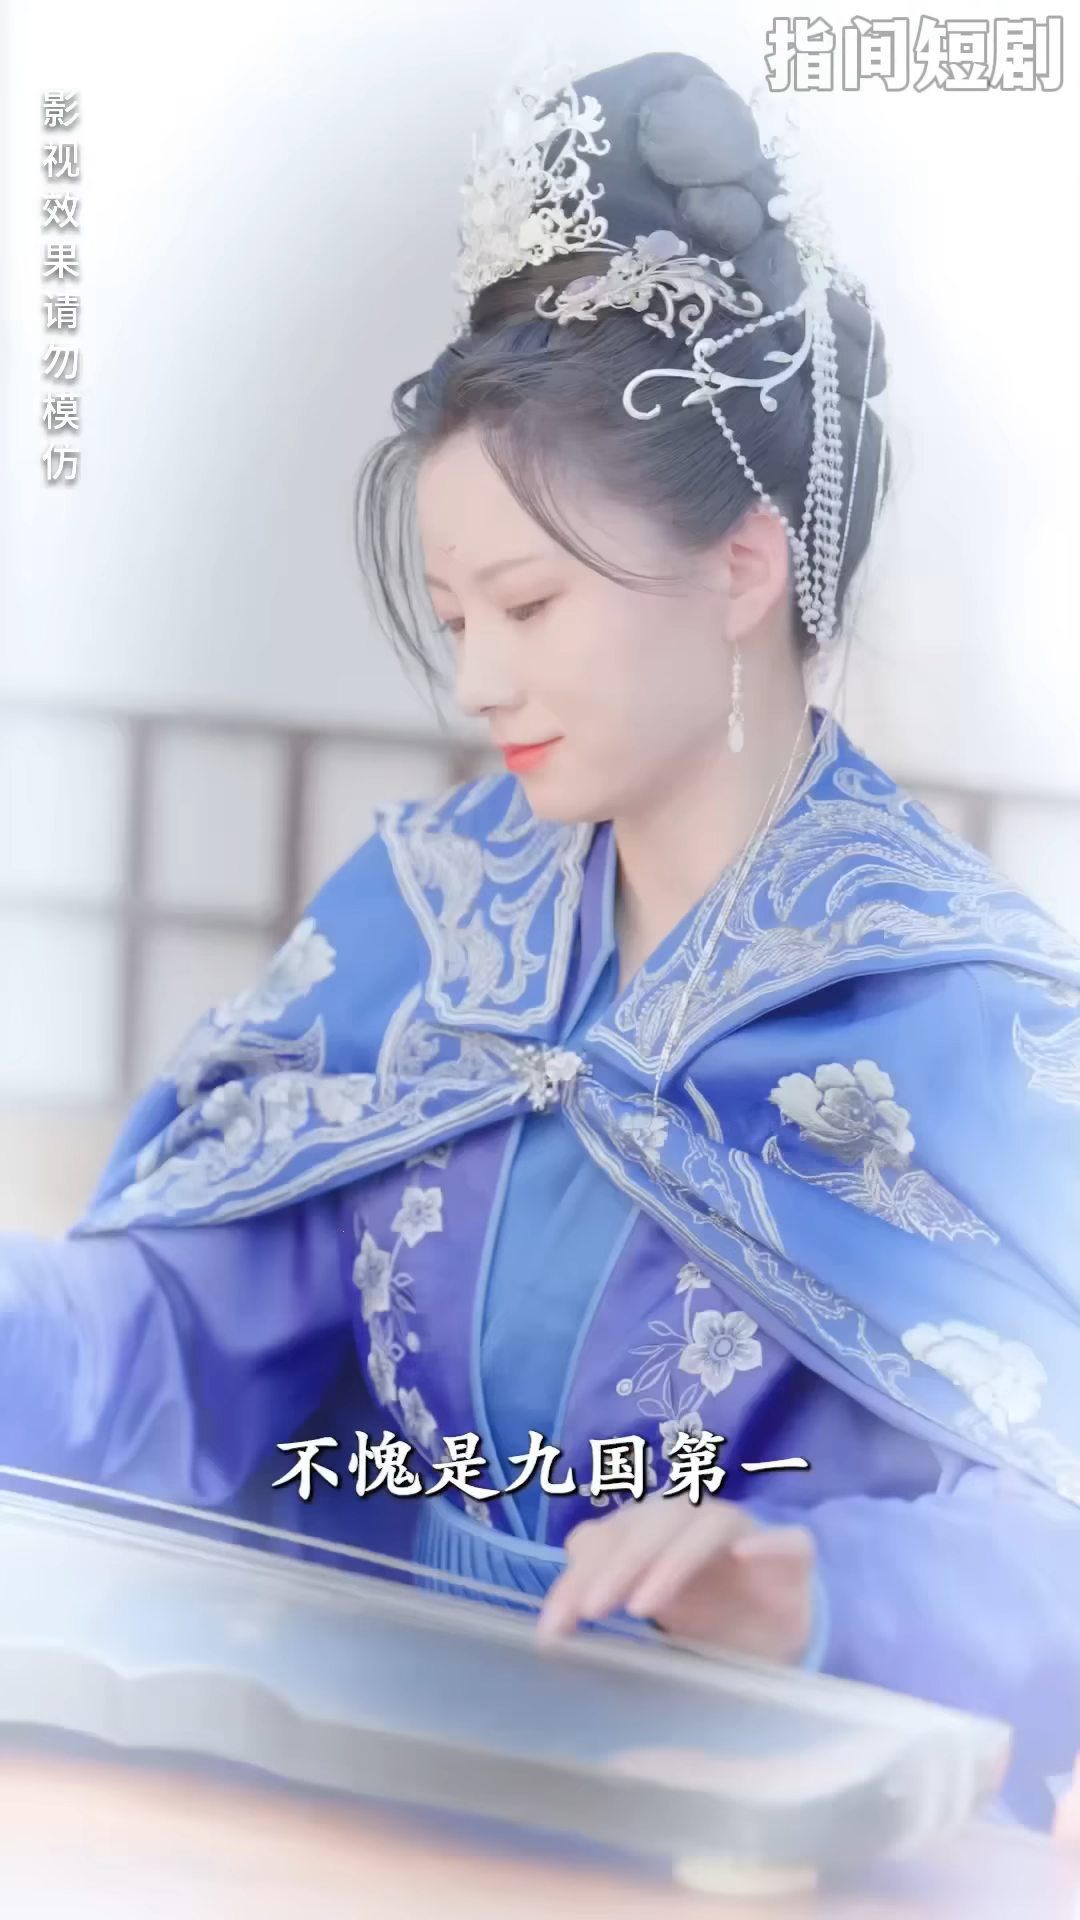 指间短剧
影视效果请勿模仿
不愧是九国第一